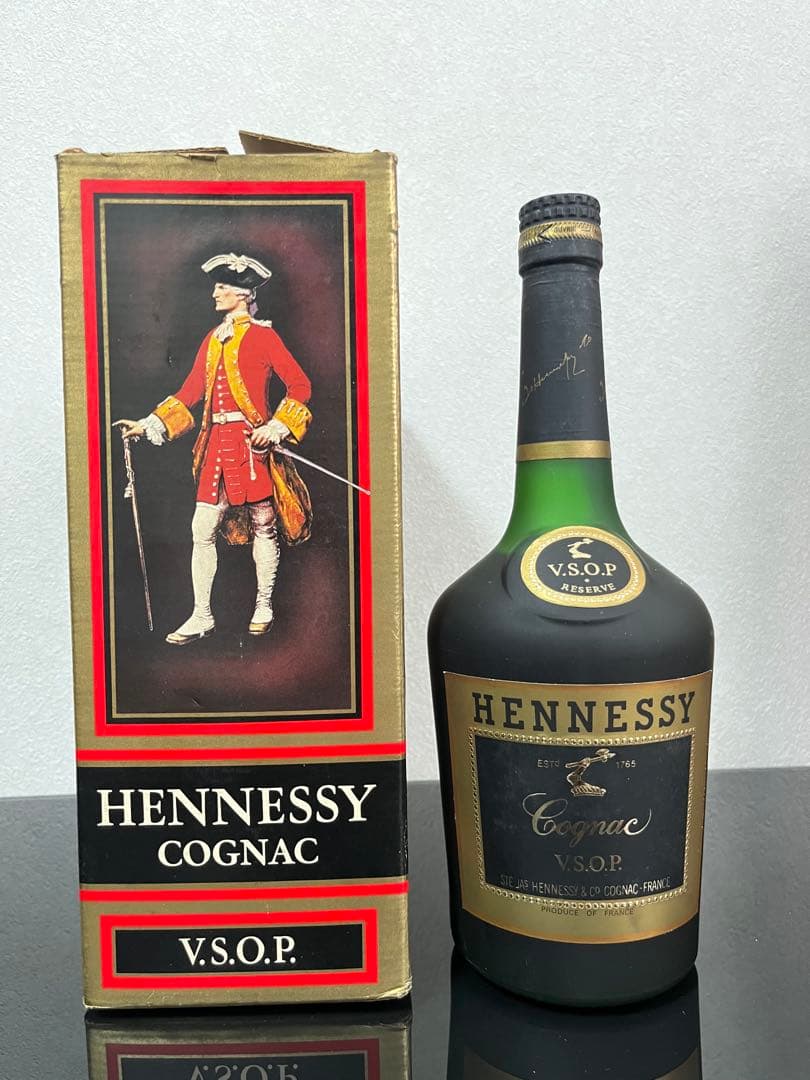 HENNESSY
COGNAC
V.S.O.P.
V.S.O.P
RESERVE
HENNESSY
ESTD 1765
Cognac
V.S.O.P.
STE JAS HENNESSY & CO COGNAC-FRANCE
PRODUCE OF FRANCE
V.S.O.P.